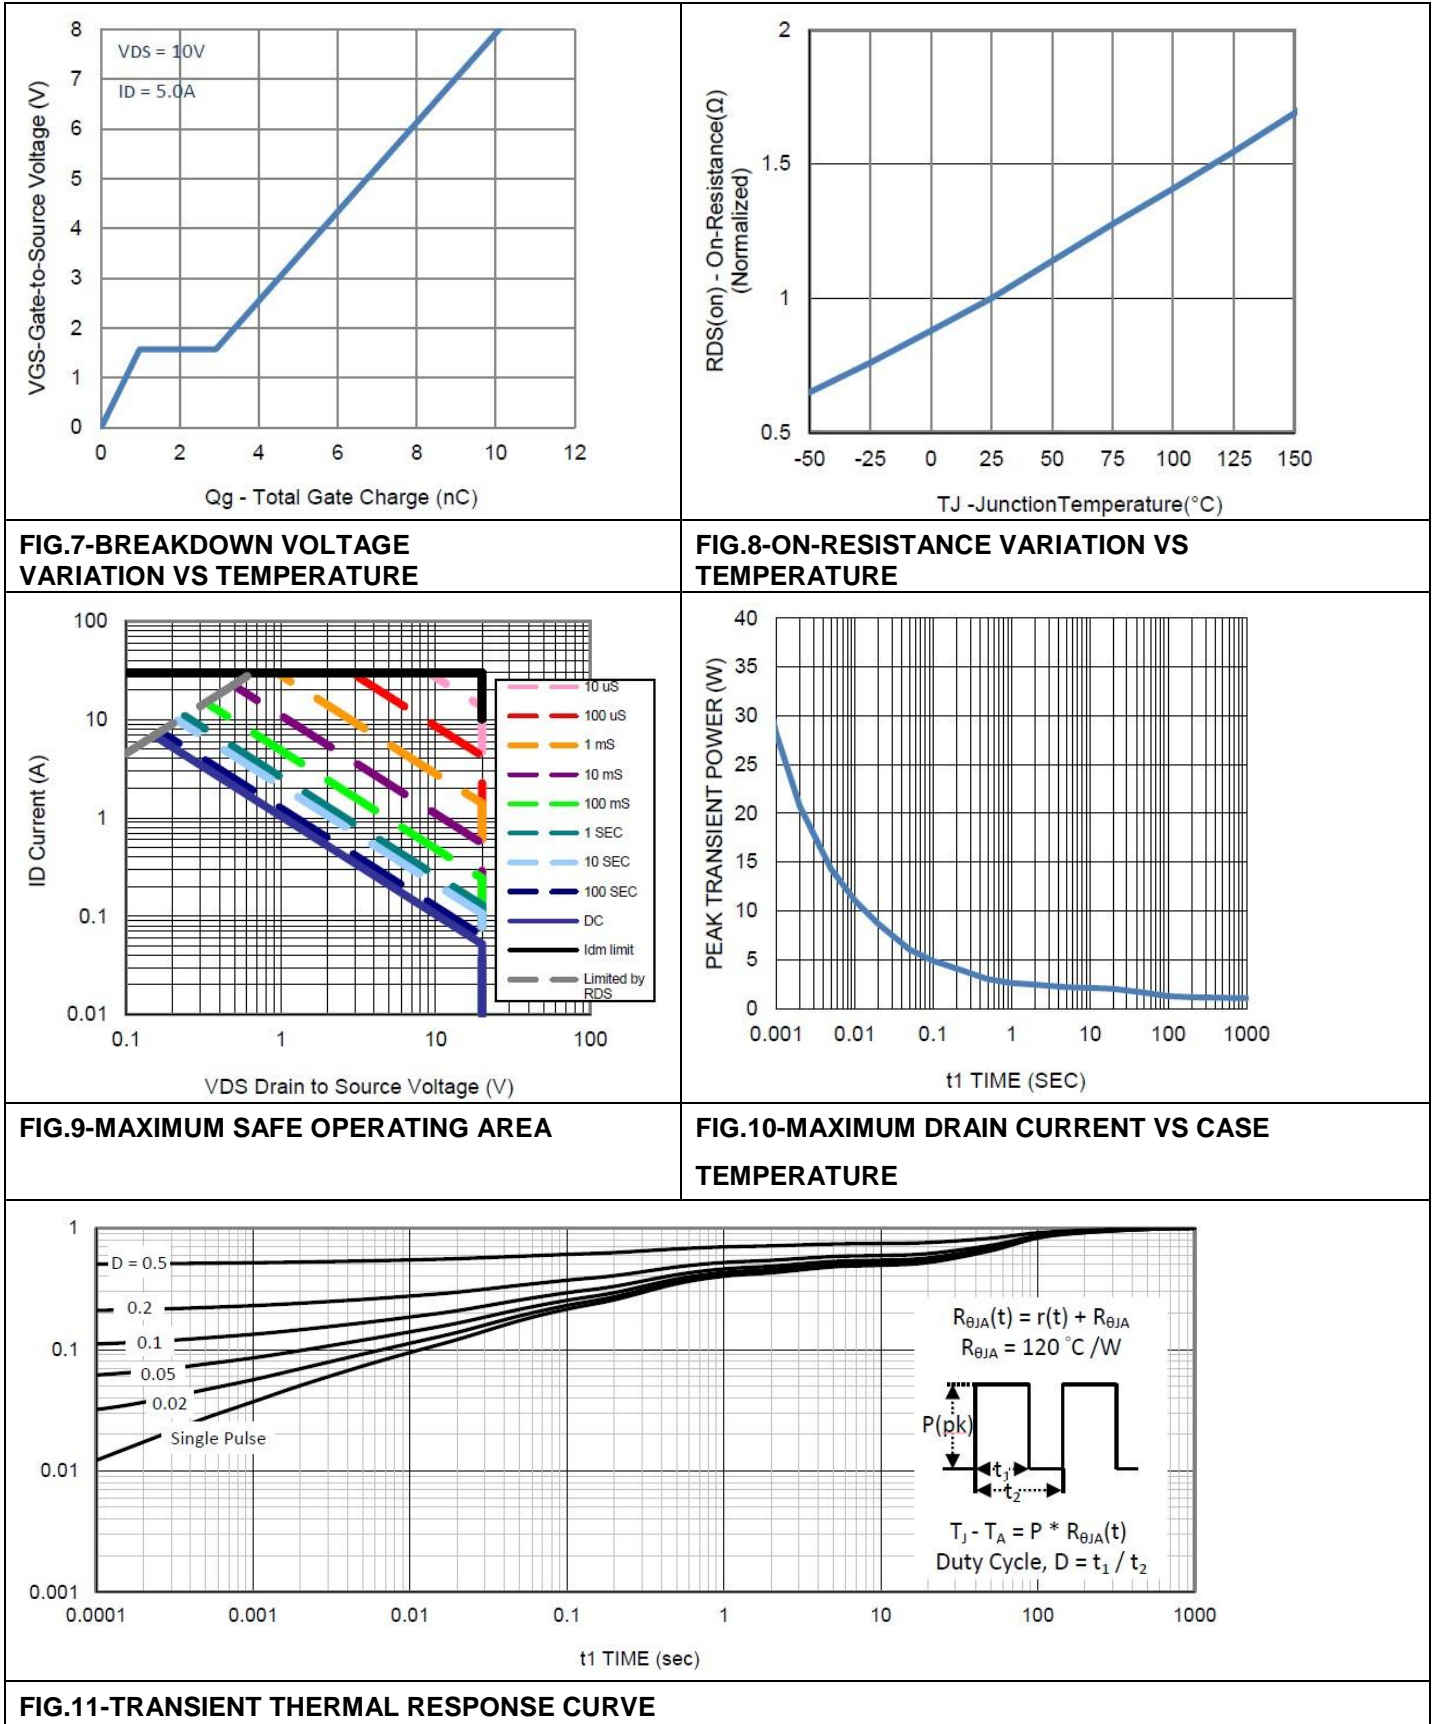 8
7
6
5
4
3
2
1
0
VDS = 10V
ID = 5.0A
VGS-Gate-to-Source Voltage (V)
0 2 4 6 8 10 12
Qg - Total Gate Charge (nC)
2
1.5
1
0.5
RDS(on) - On-Resistance(Ω)
(Normalized)
-50 -25 0 25 50 75 100 125 150
TJ -JunctionTemperature(°C)
FIG.7-BREAKDOWN VOLTAGE
VARIATION VS TEMPERATURE
FIG.8-ON-RESISTANCE VARIATION VS
TEMPERATURE
100
10
1
0.1
0.01
ID Current (A)
0.1 1 10 100
VDS Drain to Source Voltage (V)
10 uS
100 uS
1 mS
10 mS
100 mS
1 SEC
10 SEC
100 SEC
DC
Idm limit
Limited by
RDS
40
35
30
25
20
15
10
5
0
PEAK TRANSIENT POWER (W)
0.001 0.01 0.1 1 10 100 1000
t1 TIME (SEC)
FIG.9-MAXIMUM SAFE OPERATING AREA
FIG.10-MAXIMUM DRAIN CURRENT VS CASE
TEMPERATURE
1
0.1
0.01
0.001
D = 0.5
0.2
0.1
0.05
0.02
Single Pulse
RθJA(t) = r(t) + RθJA
RθJA = 120 °C /W
P(pk)
t1
t2
TJ - TA = P * RθJA(t)
Duty Cycle, D = t1 / t2
0.0001 0.001 0.01 0.1 1 10 100 1000
t1 TIME (sec)
FIG.11-TRANSIENT THERMAL RESPONSE CURVE